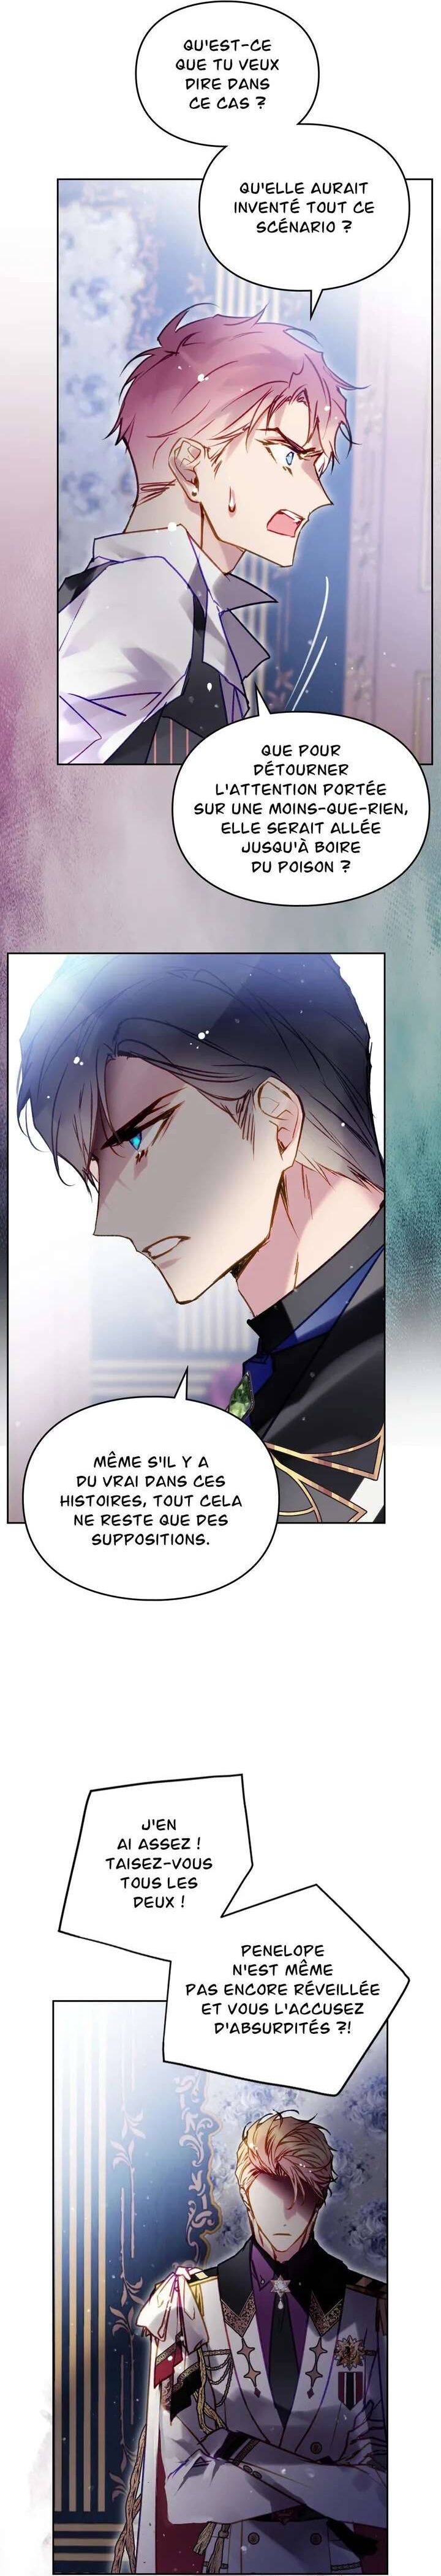 QU'EST-CE
QUE TU VEUX
DIRE DANS
CE CAS ?
QU'ELLE AURAIT
INVENTÉ TOUT CE
SCÉNARIO ?
QUE POUR
DÉTOURNER
L'ATTENTION PORTÉE
SUR UNE MOINS-QUE-RIEN,
ELLE SERAIT ALLÉE
JUSQU'À BOIRE
DU POISON ?
MÊME S'IL Y A
DU VRAI DANS CES
HISTOIRES, TOUT CELA
NE RESTE QUE DES
SUPPOSITIONS.
J'EN
AI ASSEZ !
TAISEZ-VOUS
TOUS LES
DEUX !
PENELOPE
N'EST MÊME
PAS ENCORE RÉVEILLÉE
ET VOUS L'ACCUSEZ
D'ABSURDITÉS ?!